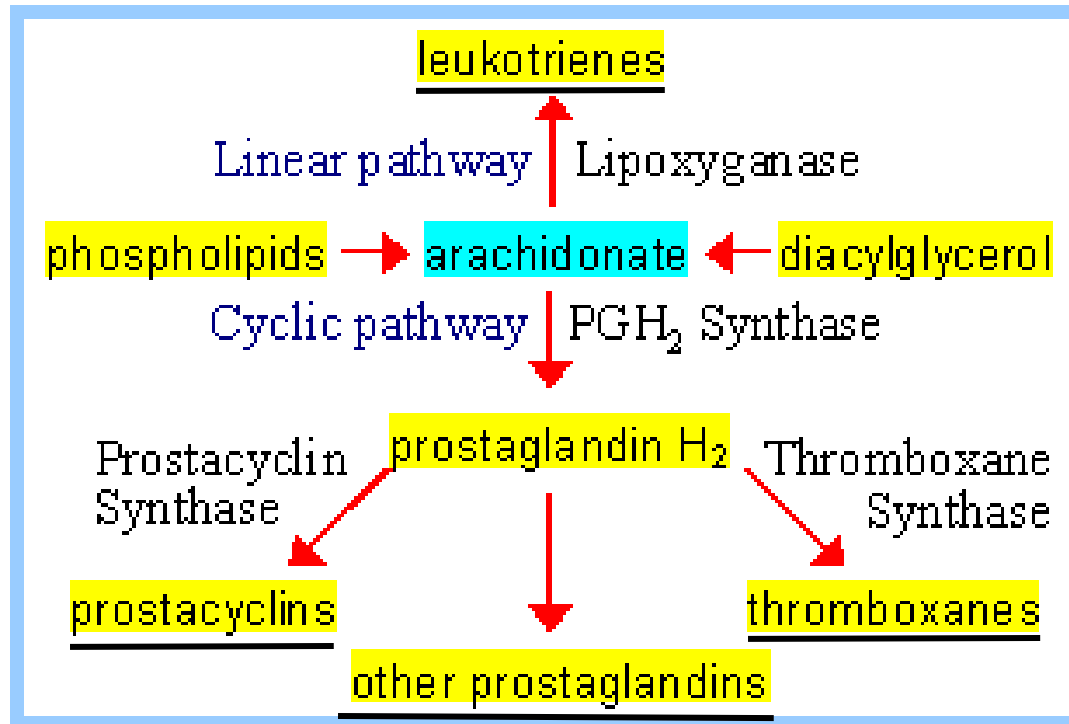 leukotrienes
Linear pathway Lipoxyganase
phospholipids arachidonate diacylglycerol
Cyclic pathway PGH₂ Synthase
prostaglandin H₂
Prostacyclin
Synthase
Thromboxane
Synthase
prostacyclins
thromboxanes
other prostaglandins